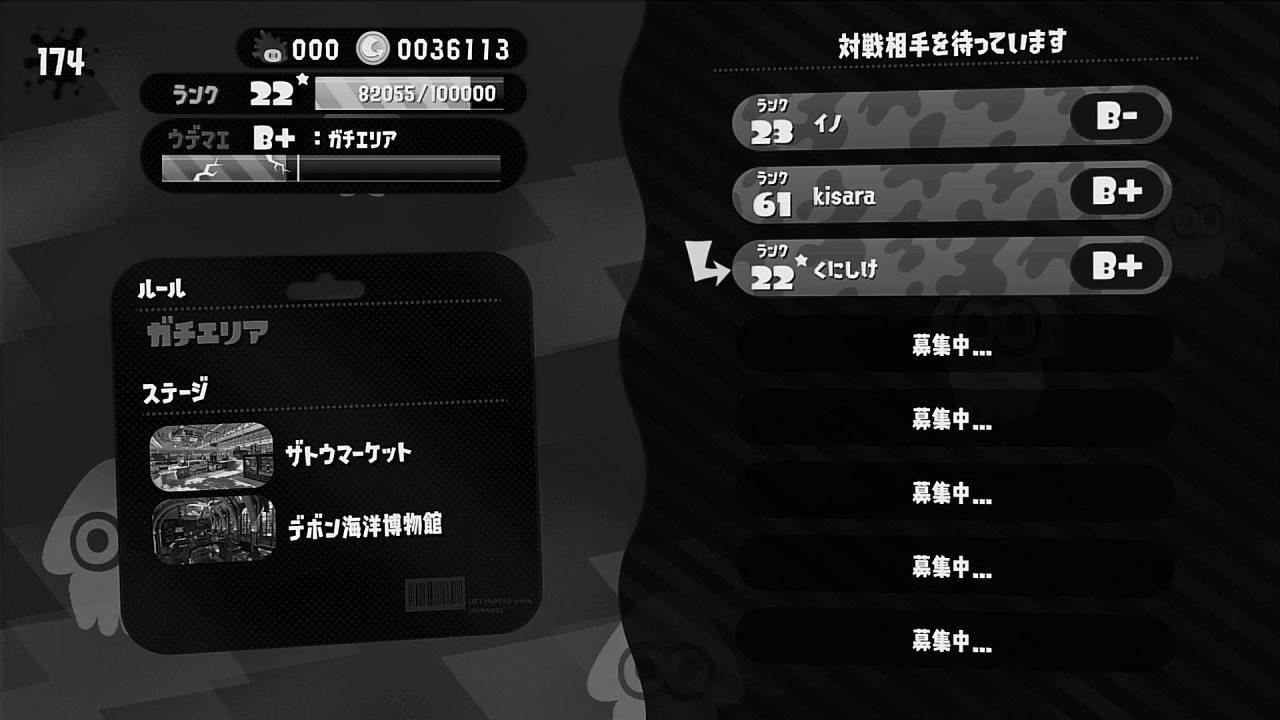 174
000 0036113
ランク 22 82055/100000
ウデマエ B+ :ガチエリア
ルール
ガチエリア
ステージ
ザトウマーケット
デボン海洋博物館
対戦相手を待っています
ランク 23 イノ B-
ランク 61 kisara B+
ランク 22 くにしげ B+
募集中...
募集中...
募集中...
募集中...
募集中...